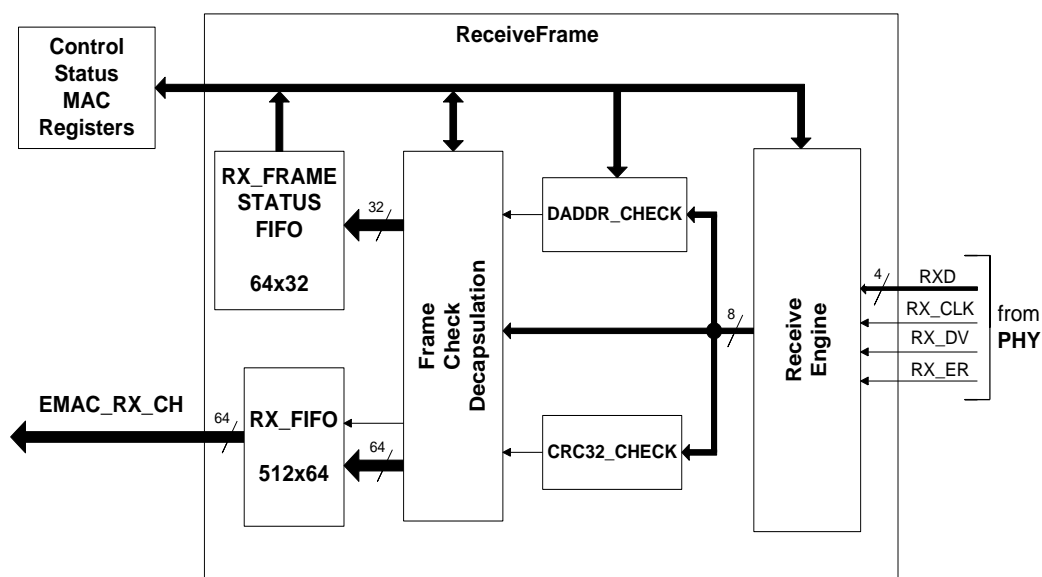 ReceiveFrame
Control
Status
MAC
Registers
RX_FRAME
STATUS
FIFO
64x32
32
Frame
Check
Decapsulation
DADDR_CHECK
8
Receive
Engine
4
RXD
RX_CLK
RX_DV
RX_ER
from
PHY
EMAC_RX_CH
64
RX_FIFO
512x64
64
CRC32_CHECK